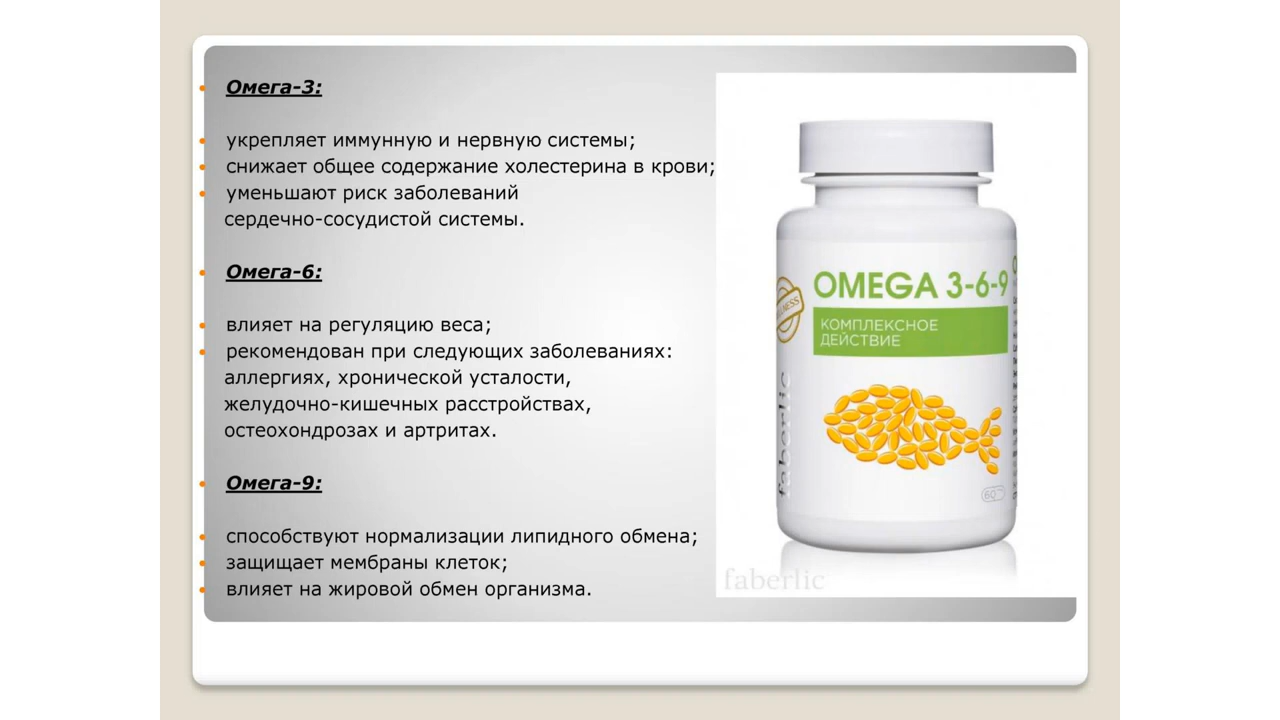 Омега-3:
укрепляет иммунную и нервную системы;
снижает общее содержание холестерина в крови;
уменьшают риск заболеваний
сердечно-сосудистой системы.
Омега-6:
влияет на регуляцию веса;
рекомендован при следующих заболеваниях:
аллергиях, хронической усталости,
желудочно-кишечных расстройствах,
остеохондрозах и артритах.
Омега-9:
способствуют нормализации липидного обмена;
защищает мембраны клеток;
влияет на жировой обмен организма.
OMEGA 3-6-9
КОМПЛЕКСНОЕ
ДЕЙСТВИЕ
faberlic
60
faberlic